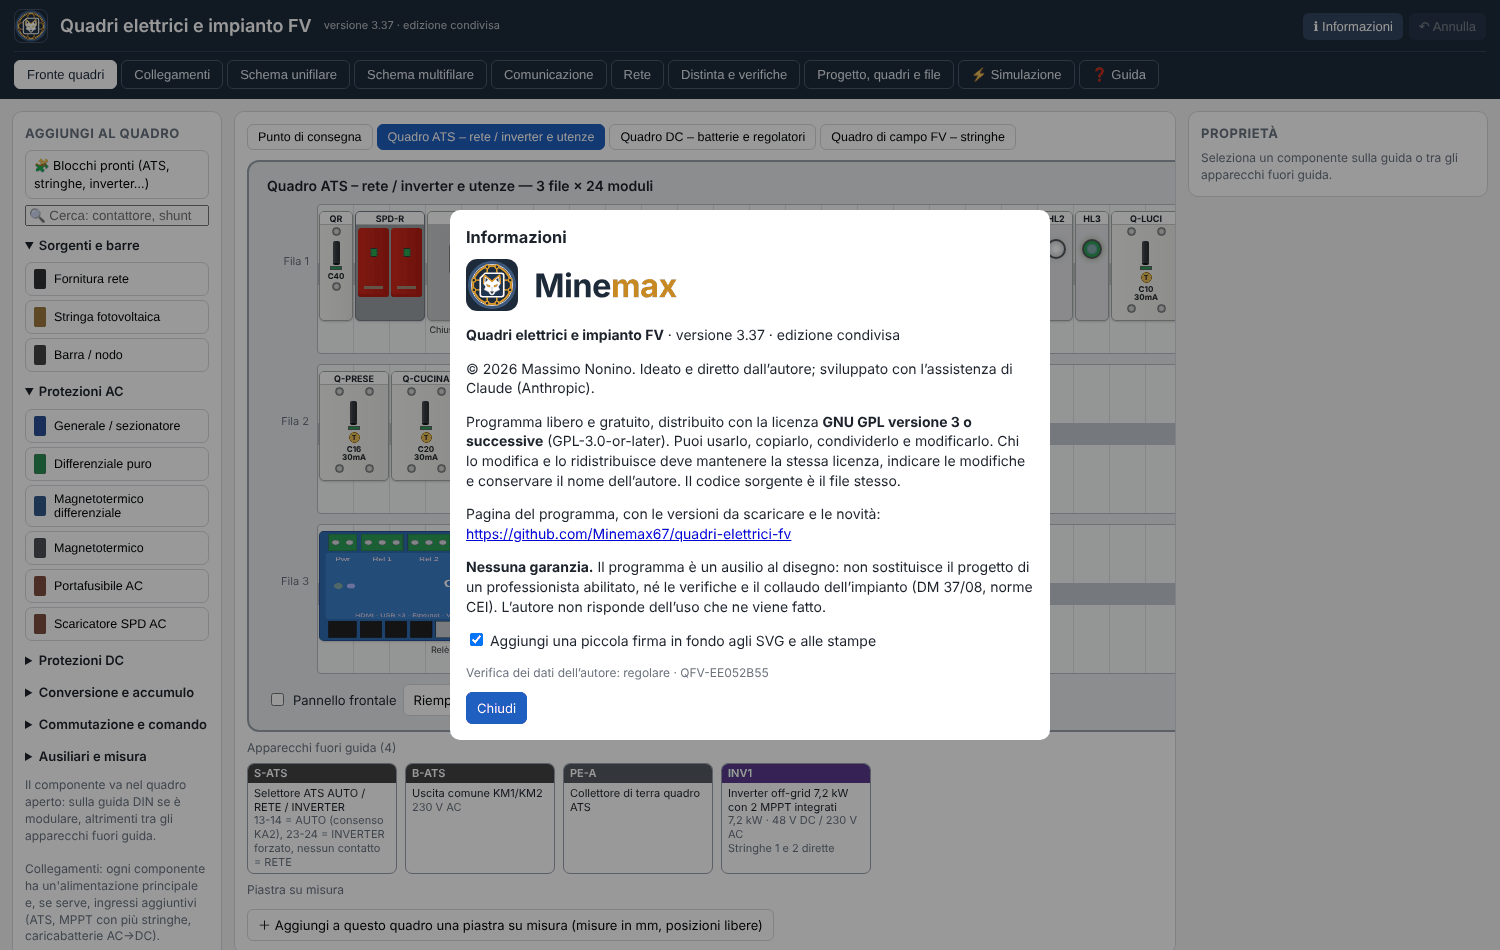 Quadri elettrici e impianto FV versione 3.37 · edizione condivisa
ℹ Informazioni ↶ Annulla
Fronte quadri Collegamenti Schema unifilare Schema multifilare Comunicazione Rete Distinta e verifiche Progetto, quadri e file ⚡ Simulazione ❓ Guida
AGGIUNGI AL QUADRO
🧩 Blocchi pronti (ATS,
stringhe, inverter...)
🔍 Cerca: contattore, shunt
▼ Sorgenti e barre
Fornitura rete
Stringa fotovoltaica
Barra / nodo
▼ Protezioni AC
Generale / sezionatore
Differenziale puro
Magnetotermico
differenziale
Magnetotermico
Portafusibile AC
Scaricatore SPD AC
▶ Protezioni DC
▶ Conversione e accumulo
▶ Commutazione e comando
▶ Ausiliari e misura
Il componente va nel quadro
aperto: sulla guida DIN se è
modulare, altrimenti tra gli
apparecchi fuori guida.
Collegamenti: ogni componente
ha un'alimentazione principale
e, se serve, ingressi aggiuntivi
(ATS, MPPT con più stringhe,
caricabatterie AC→DC).
Punto di consegna Quadro ATS – rete / inverter e utenze Quadro DC – batterie e regolatori Quadro di campo FV – stringhe
Quadro ATS – rete / inverter e utenze — 3 file × 24 moduli
Fila 1
QR SPD-R
C40
HL3 Q-LUCI
C10
30mA
Fila 2
Q-PRESE Q-CUCINA
T T
C16 C20
30mA 30mA
Fila 3
Pwr Rel 1 Rel 2
Pannello frontale
Informazioni
Minemax
Quadri elettrici e impianto FV · versione 3.37 · edizione condivisa
© 2026 Massimo Nonino. Ideato e diretto dall’autore; sviluppato con l’assistenza di
Claude (Anthropic).
Programma libero e gratuito, distribuito con la licenza GNU GPL versione 3 o
successive (GPL-3.0-or-later). Puoi usarlo, copiarlo, condividerlo e modificarlo. Chi
lo modifica e lo ridistribuisce deve mantenere la stessa licenza, indicare le modifiche
e conservare il nome dell’autore. Il codice sorgente è il file stesso.
Pagina del programma, con le versioni da scaricare e le novità:
https://github.com/Minemax67/quadri-elettrici-fv
Nessuna garanzia. Il programma è un ausilio al disegno: non sostituisce il progetto di
un professionista abilitato, né le verifiche e il collaudo dell’impianto (DM 37/08, norme
CEI). L’autore non risponde dell’uso che ne viene fatto.
Aggiungi una piccola firma in fondo agli SVG e alle stampe
Verifica dei dati dell’autore: regolare · QFV-EE052B55
Chiudi
Apparecchi fuori guida (4)
S-ATS
Selettore ATS AUTO /
RETE / INVERTER
13-14 = AUTO (consenso
KA2), 23-24 = INVERTER
forzato, nessun contatto
= RETE
B-ATS
Uscita comune KM1/KM2
230 V AC
PE-A
Collettore di terra quadro
ATS
INV1
Inverter off-grid 7,2 kW
con 2 MPPT integrati
7,2 kW · 48 V DC / 230 V
AC
Stringhe 1 e 2 dirette
Piastra su misura
＋ Aggiungi a questo quadro una piastra su misura (misure in mm, posizioni libere)
PROPRIETÀ
Seleziona un componente sulla guida o tra gli
apparecchi fuori guida.